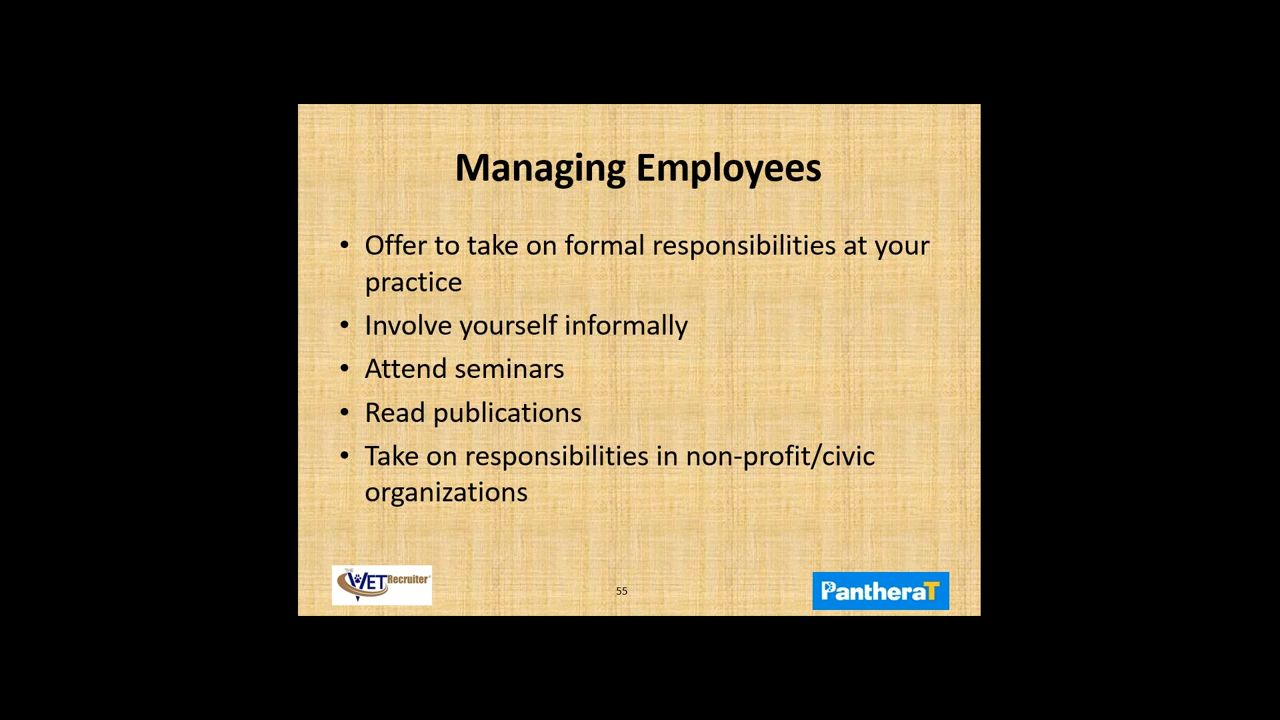 Managing Employees
• Offer to take on formal responsibilities at your
practice
• Involve yourself informally
• Attend seminars
• Read publications
• Take on responsibilities in non-profit/civic
organizations
THE
VET Recruiter
55
PantheraT